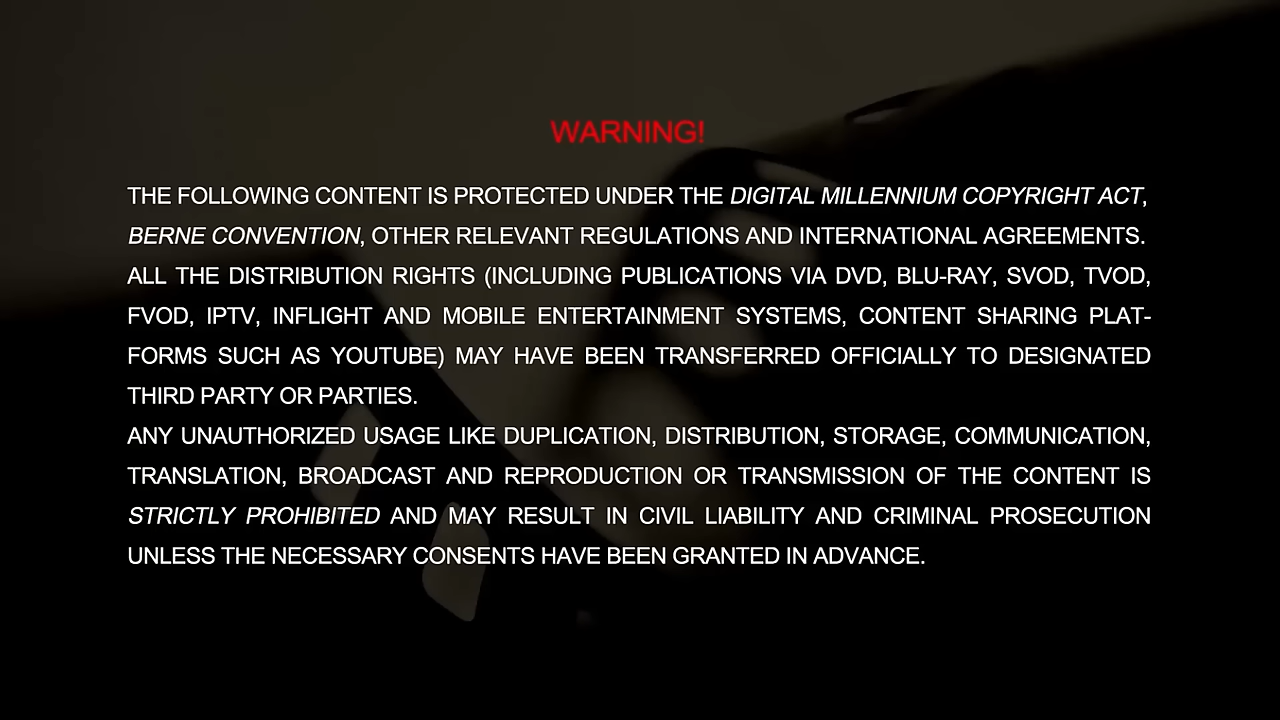 WARNING!
THE FOLLOWING CONTENT IS PROTECTED UNDER THE DIGITAL MILLENNIUM COPYRIGHT ACT,
BERNE CONVENTION, OTHER RELEVANT REGULATIONS AND INTERNATIONAL AGREEMENTS.
ALL THE DISTRIBUTION RIGHTS (INCLUDING PUBLICATIONS VIA DVD, BLU-RAY, SVOD, TVOD,
FVOD, IPTV, INFLIGHT AND MOBILE ENTERTAINMENT SYSTEMS, CONTENT SHARING PLAT-
FORMS SUCH AS YOUTUBE) MAY HAVE BEEN TRANSFERRED OFFICIALLY TO DESIGNATED
THIRD PARTY OR PARTIES.
ANY UNAUTHORIZED USAGE LIKE DUPLICATION, DISTRIBUTION, STORAGE, COMMUNICATION,
TRANSLATION, BROADCAST AND REPRODUCTION OR TRANSMISSION OF THE CONTENT IS
STRICTLY PROHIBITED AND MAY RESULT IN CIVIL LIABILITY AND CRIMINAL PROSECUTION
UNLESS THE NECESSARY CONSENTS HAVE BEEN GRANTED IN ADVANCE.